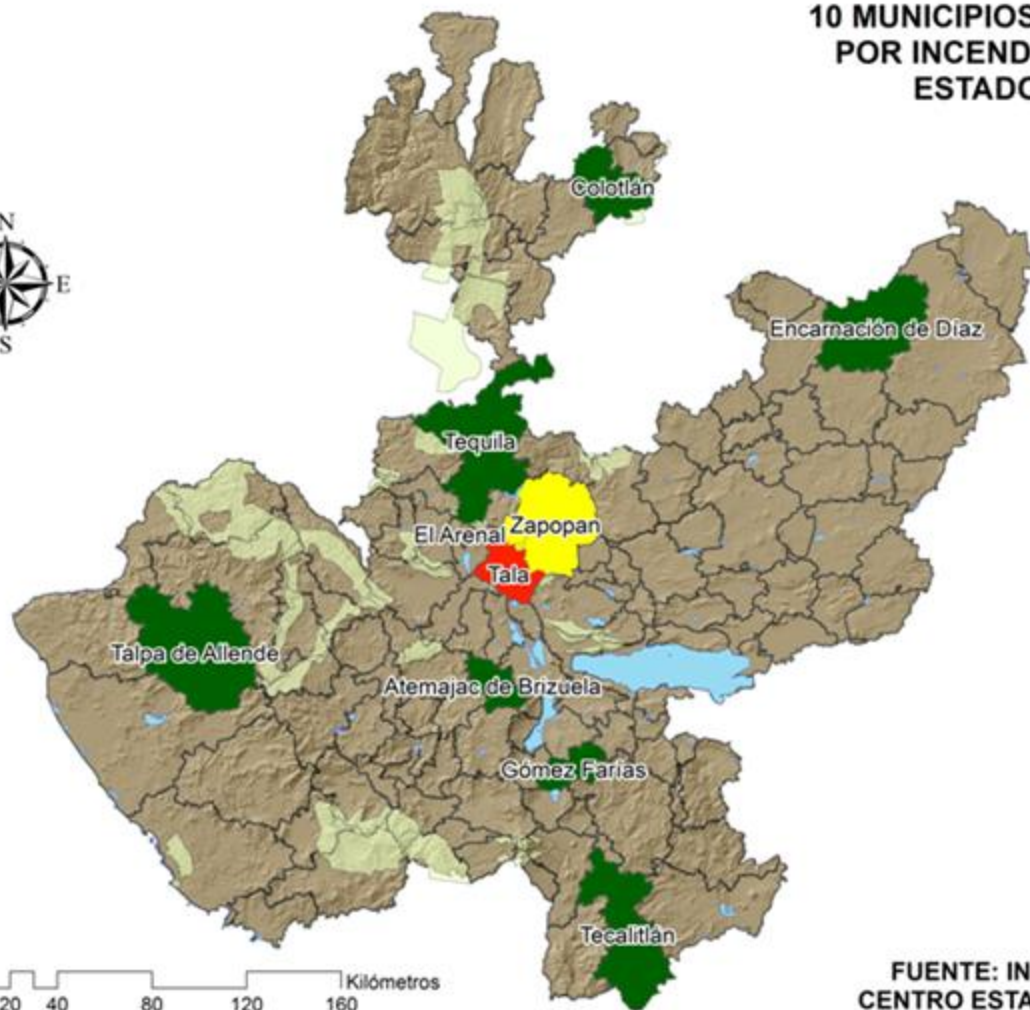 10 MUNICIPIOS
POR INCEND
ESTADO
N
E
S
Colotlán
Encarnación de Díaz
Tequila
El Arenal
Zapopan
Tala
Talpa de Allende
Atemajac de Brizuela
Gómez Farías
Tecalitlán
Kilómetros
20 40 80 120 160
FUENTE: IN
CENTRO ESTA